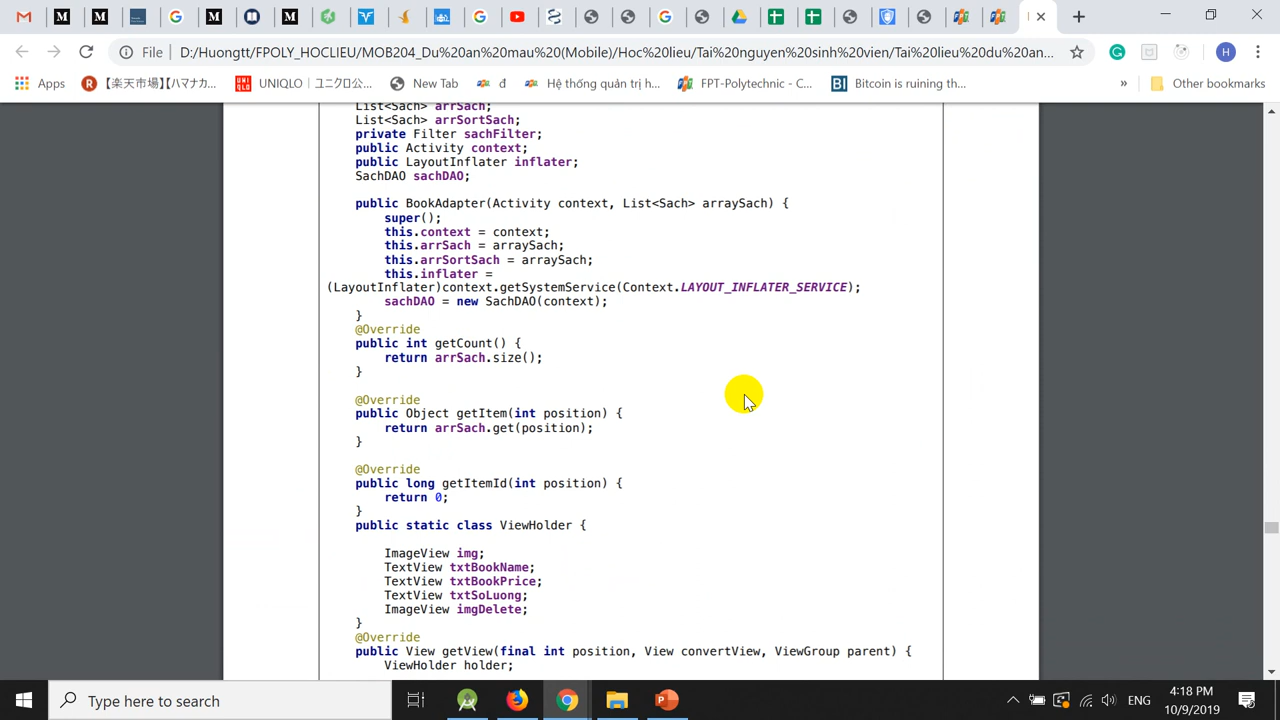 File
D:/Huongtt/FPOLY_HOCLIEU/MOB204_Du%20an%20mau%20(Mobile)/Hoc%20lieu/Tai%20nguyen%20sinh%20vien/Tai%20lieu%20du%20an...
H
Apps
【楽天市場】【ハマナカ...
UNIQLO｜ユニクロ公...
New Tab
đ
Hệ thống quản trị h...
FPT-Polytechnic - C...
Bitcoin is ruining th...
»
Other bookmarks
List<Sach> arrSach;
List<Sach> arrSortSach;
private Filter sachFilter;
public Activity context;
public LayoutInflater inflater;
SachDAO sachDAO;
public BookAdapter(Activity context, List<Sach> arraySach) {
super();
this.context = context;
this.arrSach = arraySach;
this.arrSortSach = arraySach;
this.inflater =
(LayoutInflater)context.getSystemService(Context.LAYOUT_INFLATER_SERVICE);
sachDAO = new SachDAO(context);
}
@Override
public int getCount() {
return arrSach.size();
}
@Override
public Object getItem(int position) {
return arrSach.get(position);
}
@Override
public long getItemId(int position) {
return 0;
}
public static class ViewHolder {
ImageView img;
TextView txtBookName;
TextView txtBookPrice;
TextView txtSoLuong;
ImageView imgDelete;
}
@Override
public View getView(final int position, View convertView, ViewGroup parent) {
ViewHolder holder;
Type here to search
ENG
4:18 PM
10/9/2019